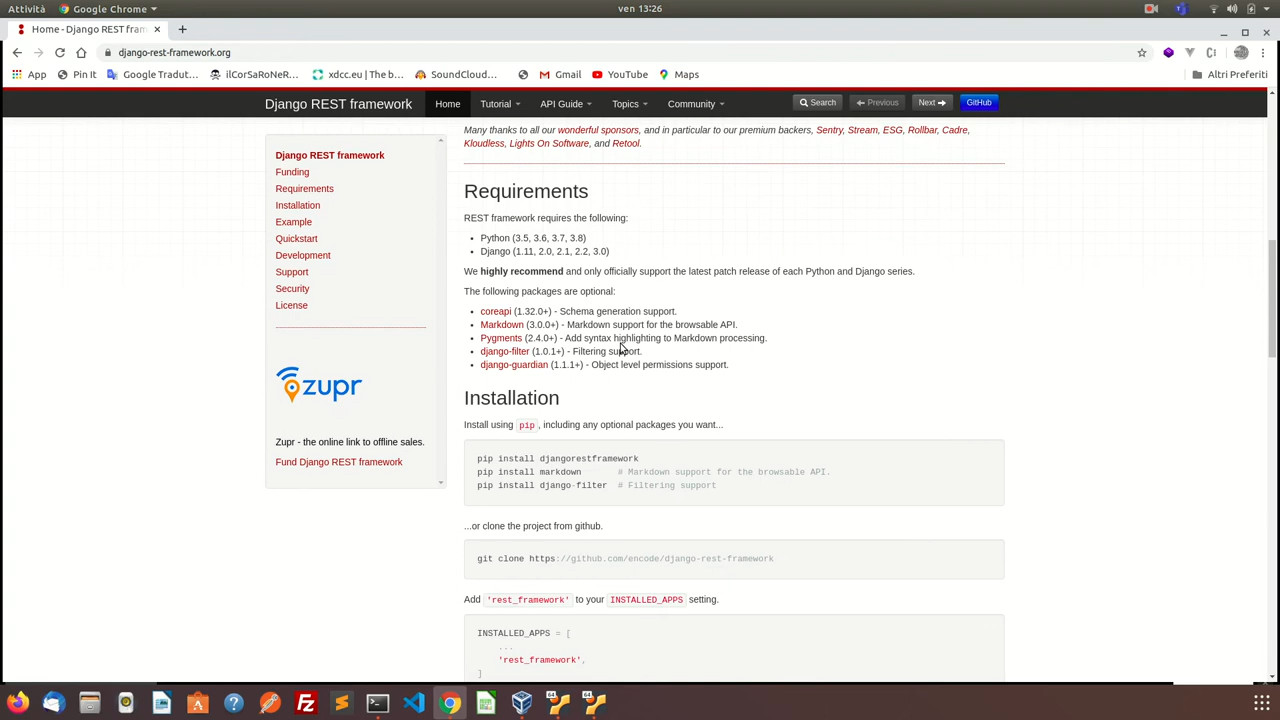 Attività
Google Chrome
ven 13:26
Home - Django REST fram
django-rest-framework.org
App
Pin It
Google Tradut...
ilCorSaRoNeR...
xdcc.eu | The b...
SoundCloud...
Gmail
YouTube
Maps
Altri Preferiti
Django REST framework
Home
Tutorial
API Guide
Topics
Community
Search
Previous
Next
GitHub
Django REST framework
Funding
Requirements
Installation
Example
Quickstart
Development
Support
Security
License
zupr
Zupr - the online link to offline sales.
Fund Django REST framework
Many thanks to all our wonderful sponsors, and in particular to our premium backers, Sentry, Stream, ESG, Rollbar, Cadre,
Kloudless, Lights On Software, and Retool.
Requirements
REST framework requires the following:
• Python (3.5, 3.6, 3.7, 3.8)
• Django (1.11, 2.0, 2.1, 2.2, 3.0)
We highly recommend and only officially support the latest patch release of each Python and Django series.
The following packages are optional:
• coreapi (1.32.0+) - Schema generation support.
• Markdown (3.0.0+) - Markdown support for the browsable API.
• Pygments (2.4.0+) - Add syntax highlighting to Markdown processing.
• django-filter (1.0.1+) - Filtering support.
• django-guardian (1.1.1+) - Object level permissions support.
Installation
Install using pip, including any optional packages you want...
pip install djangorestframework
pip install markdown # Markdown support for the browsable API.
pip install django-filter # Filtering support
...or clone the project from github.
git clone https://github.com/encode/django-rest-framework
Add 'rest_framework' to your INSTALLED_APPS setting.
INSTALLED_APPS = [
...
'rest_framework',
]
64
64